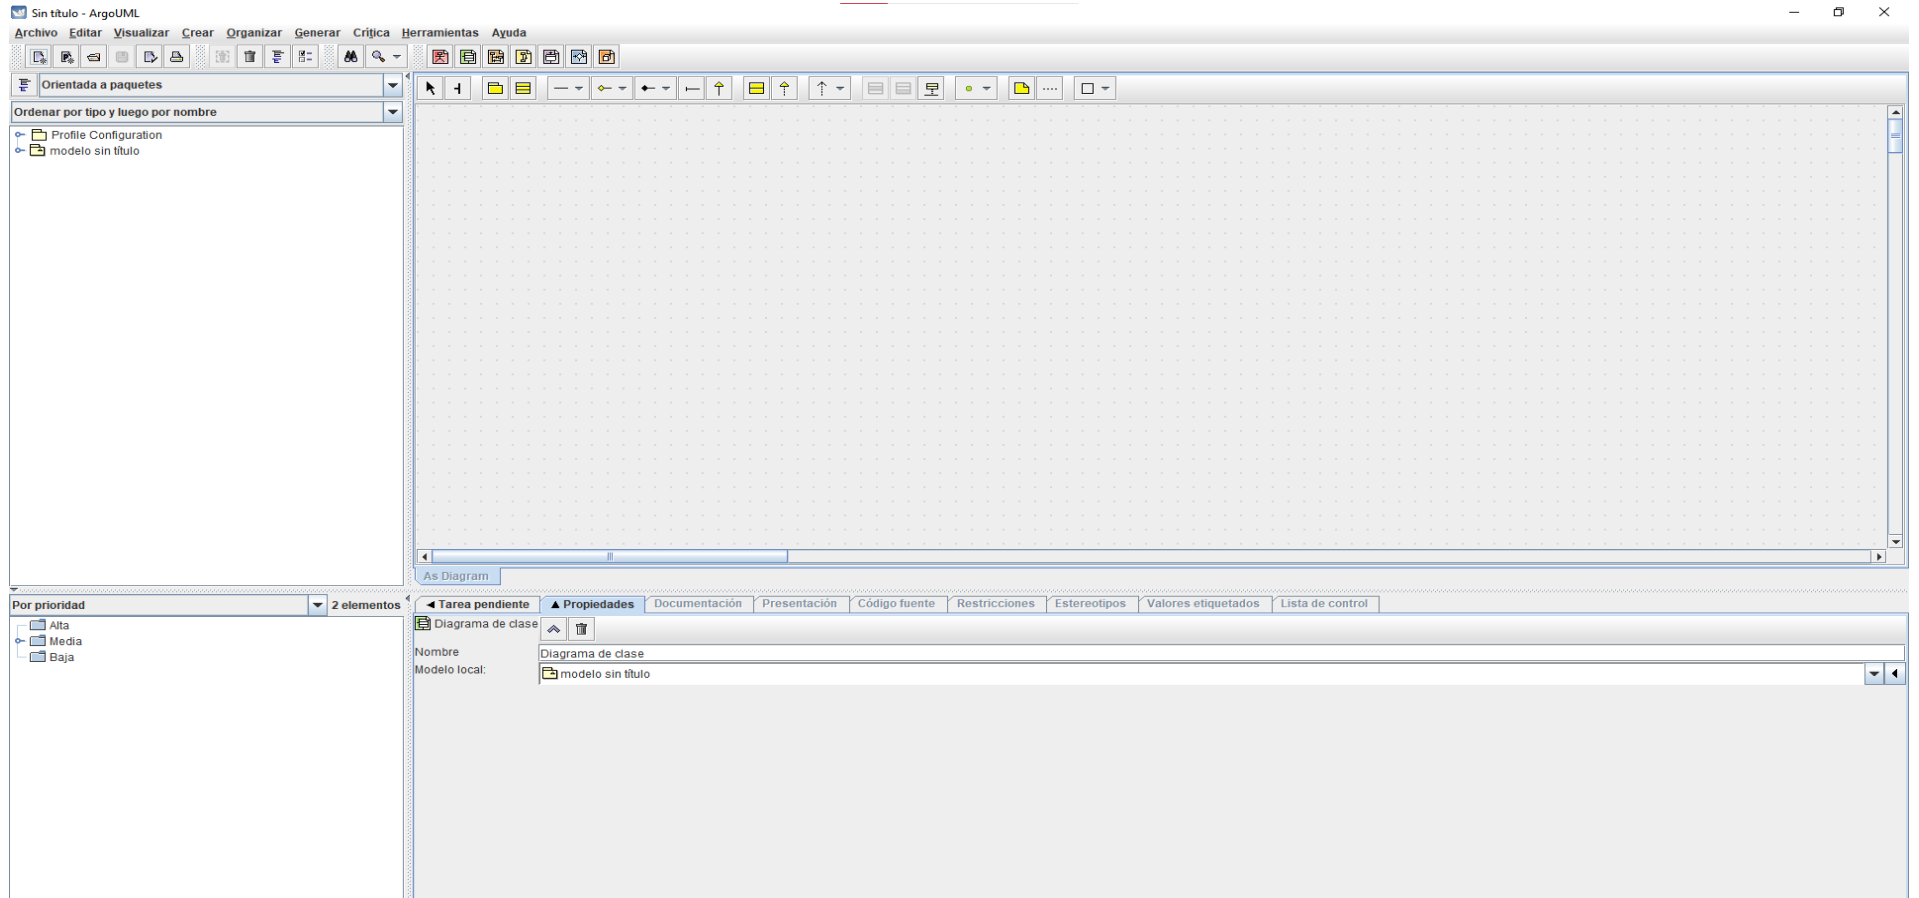 Sin título - ArgoUML
Archivo Editar Visualizar Crear Organizar Generar Crítica Herramientas Ayuda
Orientada a paquetes
Ordenar por tipo y luego por nombre
Profile Configuration
modelo sin título
As Diagram
Por prioridad 2 elementos
Alta
Media
Baja
Tarea pendiente Propiedades Documentación Presentación Código fuente Restricciones Estereotipos Valores etiquetados Lista de control
Diagrama de clase
Nombre Diagrama de clase
Modelo local: modelo sin título